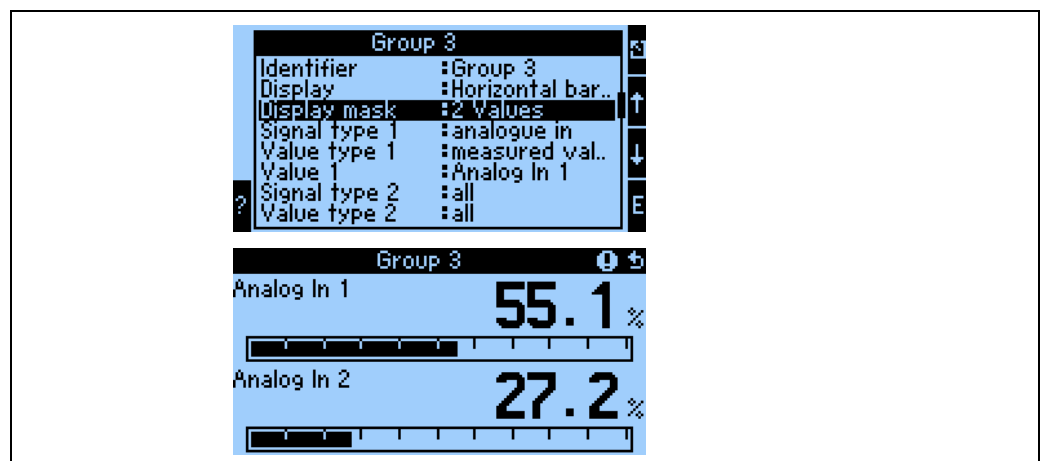 Group 3
Identifier :Group 3
Display :Horizontal bar..
Display mask :2 Values
Signal type 1 :analogue in
Value type 1 :measured val..
Value 1 :Analog In 1
Signal type 2 :all
? Value type 2 :all E
Group 3
Analog In 1 55.1 %
Analog In 2 27.2 %